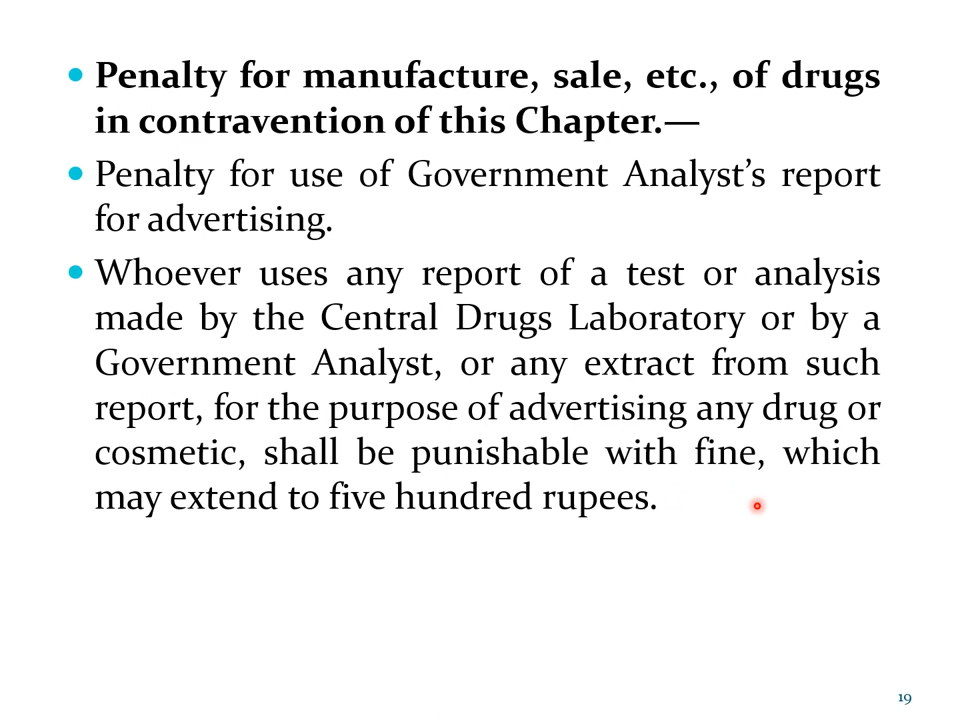 Penalty for manufacture, sale, etc., of drugs
in contravention of this Chapter.—
Penalty for use of Government Analyst’s report
for advertising.
Whoever uses any report of a test or analysis
made by the Central Drugs Laboratory or by a
Government Analyst, or any extract from such
report, for the purpose of advertising any drug or
cosmetic, shall be punishable with fine, which
may extend to five hundred rupees.
19